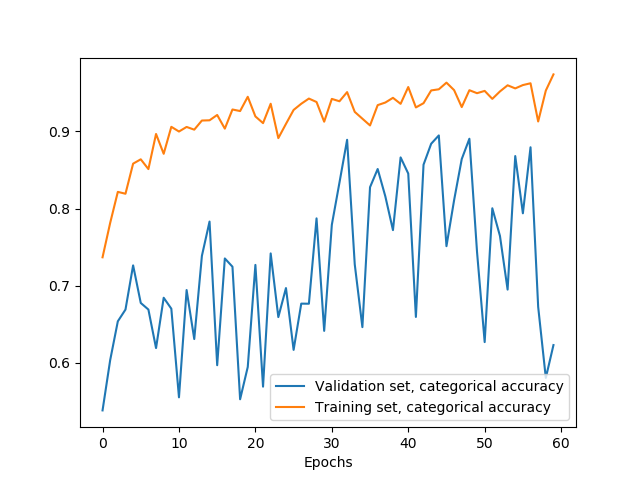 0.9
0.8
0.7
0.6
Validation set, categorical accuracy
Training set, categorical accuracy
0 10 20 30 40 50 60
Epochs